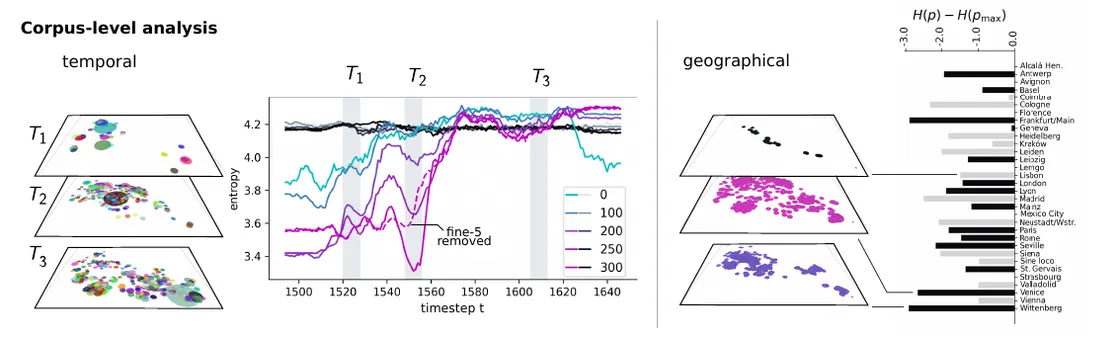 Corpus-level analysis
temporal
T1
T2
T3
T1
T2
T3
entropy
4.2
4.0
3.8
3.6
3.4
fine-5
removed
0
100
200
250
300
1500
1520
1540
1560
1580
1600
1620
1640
timestep t
geographical
H(p) − H(pmax)
-3.0
-2.0
-1.0
0.0
Alcalá Hen.
Antwerp
Avignon
Basel
Coimbra
Cologne
Florence
Frankfurt/Main
Geneva
Heidelberg
Kraków
Leiden
Leipzig
Lemgo
Lisbon
London
Lyon
Madrid
Mainz
Mexico City
Neustadt/Wstr.
Paris
Rome
Seville
Siena
Sine loco
St. Gervais
Strasbourg
Valladolid
Venice
Vienna
Wittenberg